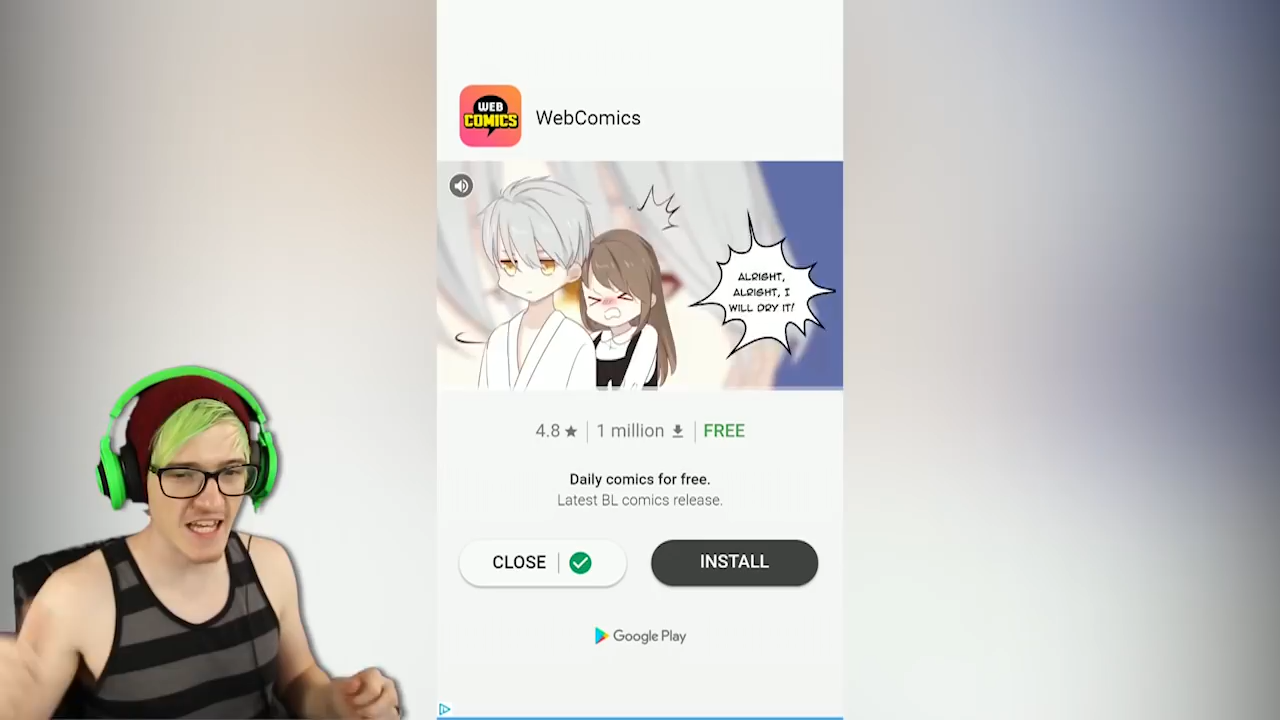 WEB
COMICS
WebComics
ALRIGHT,
ALRIGHT, I
WILL DRY IT!
4.8 ★ | 1 million | FREE
Daily comics for free.
Latest BL comics release.
CLOSE
INSTALL
Google Play